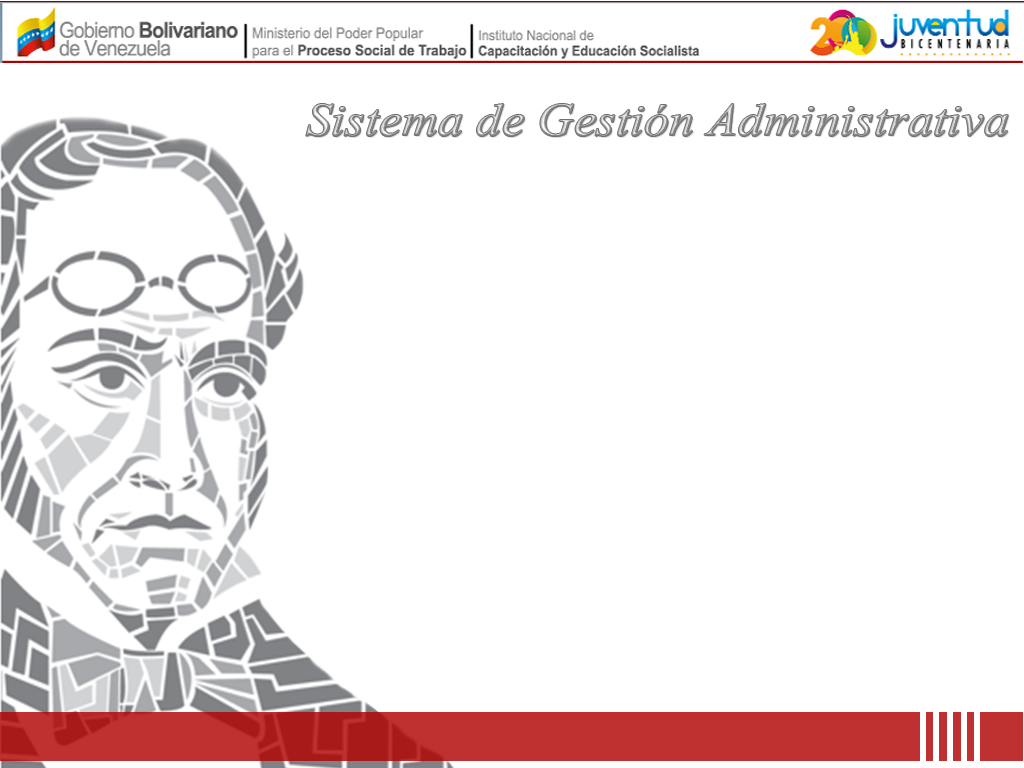 Gobierno Bolivariano
de Venezuela
Ministerio del Poder Popular
para el Proceso Social de Trabajo
Instituto Nacional de
Capacitación y Educación Socialista
200 juventud
BICENTENARIA
Sistema de Gestión Administrativa